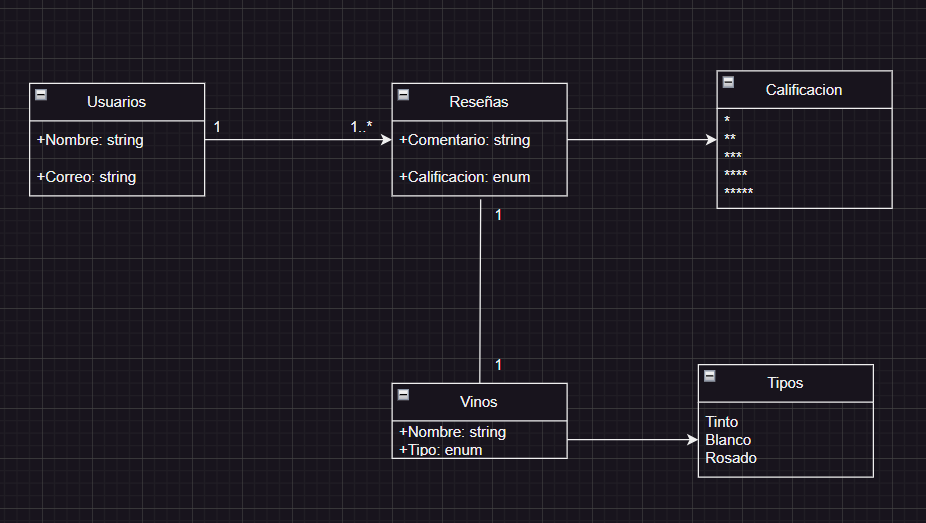 Usuarios
+Nombre: string
+Correo: string
1
1..*
Reseñas
+Comentario: string
+Calificacion: enum
Calificacion
*
**
***
****
*****
1
1
Vinos
+Nombre: string
+Tipo: enum
Tipos
Tinto
Blanco
Rosado